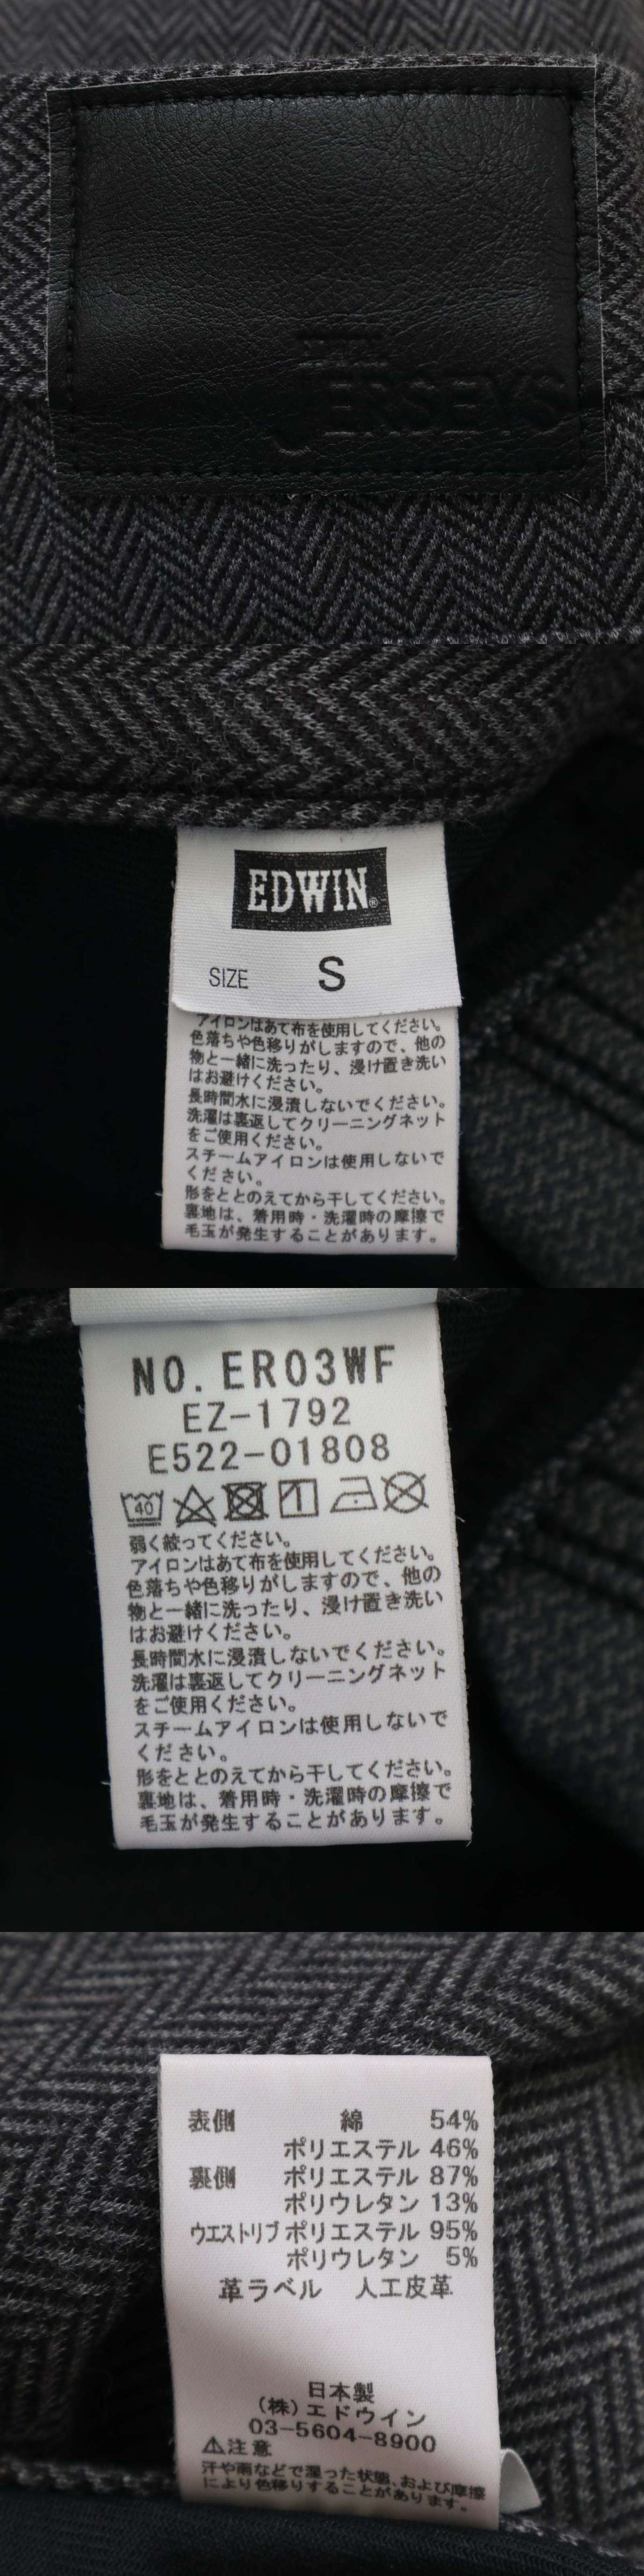 JERSEYS
EDWIN®
SIZE S
アイロンはあて布を使用してください。
色落ちや色移りがしますので、他の
物と一緒に洗ったり、浸け置き洗い
はお避けください。
長時間水に浸漬しないでください。
洗濯は裏返してクリーニングネット
をご使用ください。
スチームアイロンは使用しないで
ください。
形をととのえてから干してください。
裏地は、着用時・洗濯時の摩擦で
毛玉が発生することがあります。
NO. ER03WF
EZ-1792
E522-01808
40
弱く絞ってください。
アイロンはあて布を使用してください。
色落ちや色移りがしますので、他の
物と一緒に洗ったり、浸け置き洗い
はお避けください。
長時間水に浸漬しないでください。
洗濯は裏返してクリーニングネット
をご使用ください。
スチームアイロンは使用しないで
ください。
形をととのえてから干してください。
裏地は、着用時・洗濯時の摩擦で
毛玉が発生することがあります。
表側 綿 54%
ポリエステル 46%
裏側 ポリエステル 87%
ポリウレタン 13%
ウエストリブ ポリエステル 95%
ポリウレタン 5%
革ラベル 人工皮革
日本製
(株)エドウイン
03-5604-8900
⚠注意
汗や雨などで湿った状態、および摩擦
により色移りすることがあります。